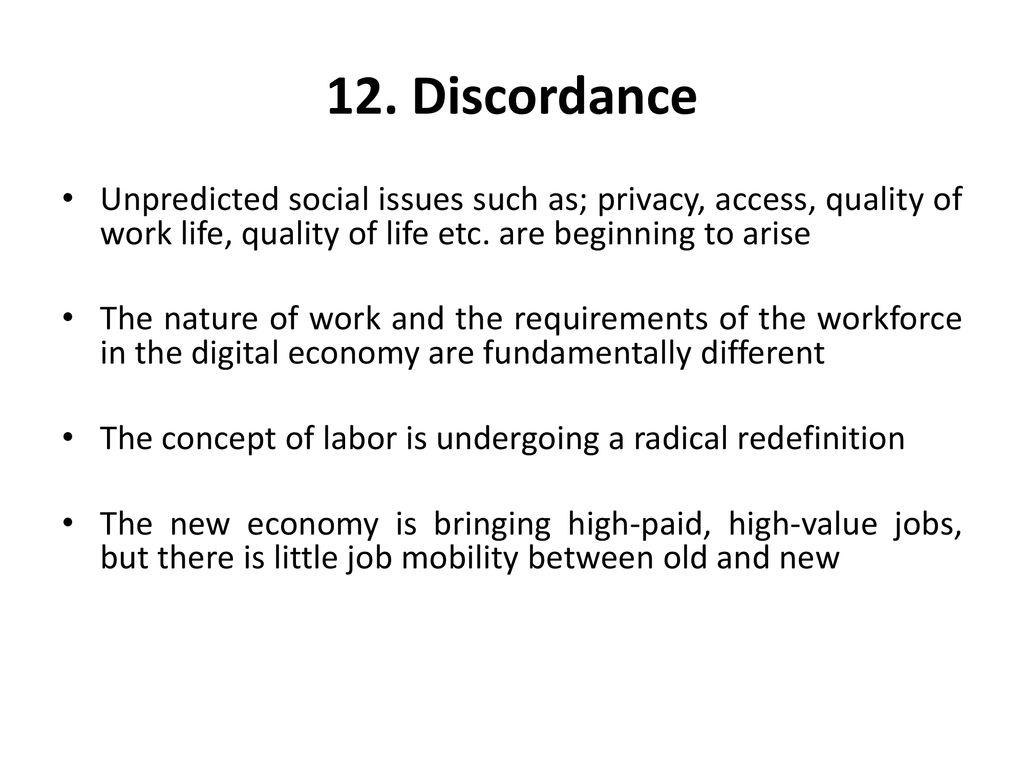 12. Discordance
• Unpredicted social issues such as; privacy, access, quality of
work life, quality of life etc. are beginning to arise
• The nature of work and the requirements of the workforce
in the digital economy are fundamentally different
• The concept of labor is undergoing a radical redefinition
• The new economy is bringing high-paid, high-value jobs,
but there is little job mobility between old and new